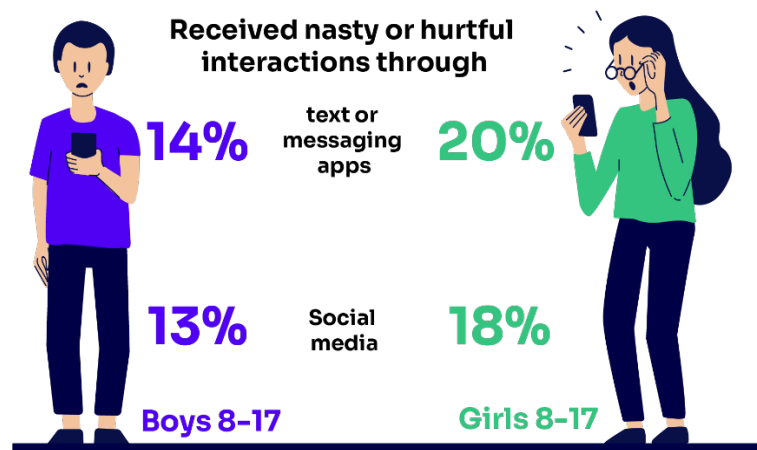 Received nasty or hurtful
interactions through
14%
text or
messaging
apps
20%
13%
Social
media
18%
Boys 8-17
Girls 8-17